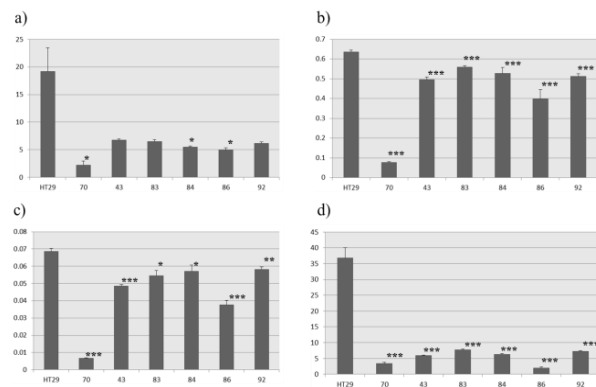 a)
25
20
15
10
5
0
* * *
HT29 70 43 83 84 86 92
b)
0.7
0.6
0.5
0.4
0.3
0.2
0.1
0
*** *** *** *** *** ***
HT29 70 43 83 84 86 92
c)
0.08
0.07
0.06
0.05
0.04
0.03
0.02
0.01
0
*** *** * * *** **
HT29 70 43 83 84 86 92
d)
45
40
35
30
25
20
15
10
5
0
*** *** *** *** *** ***
HT29 70 43 83 84 86 92